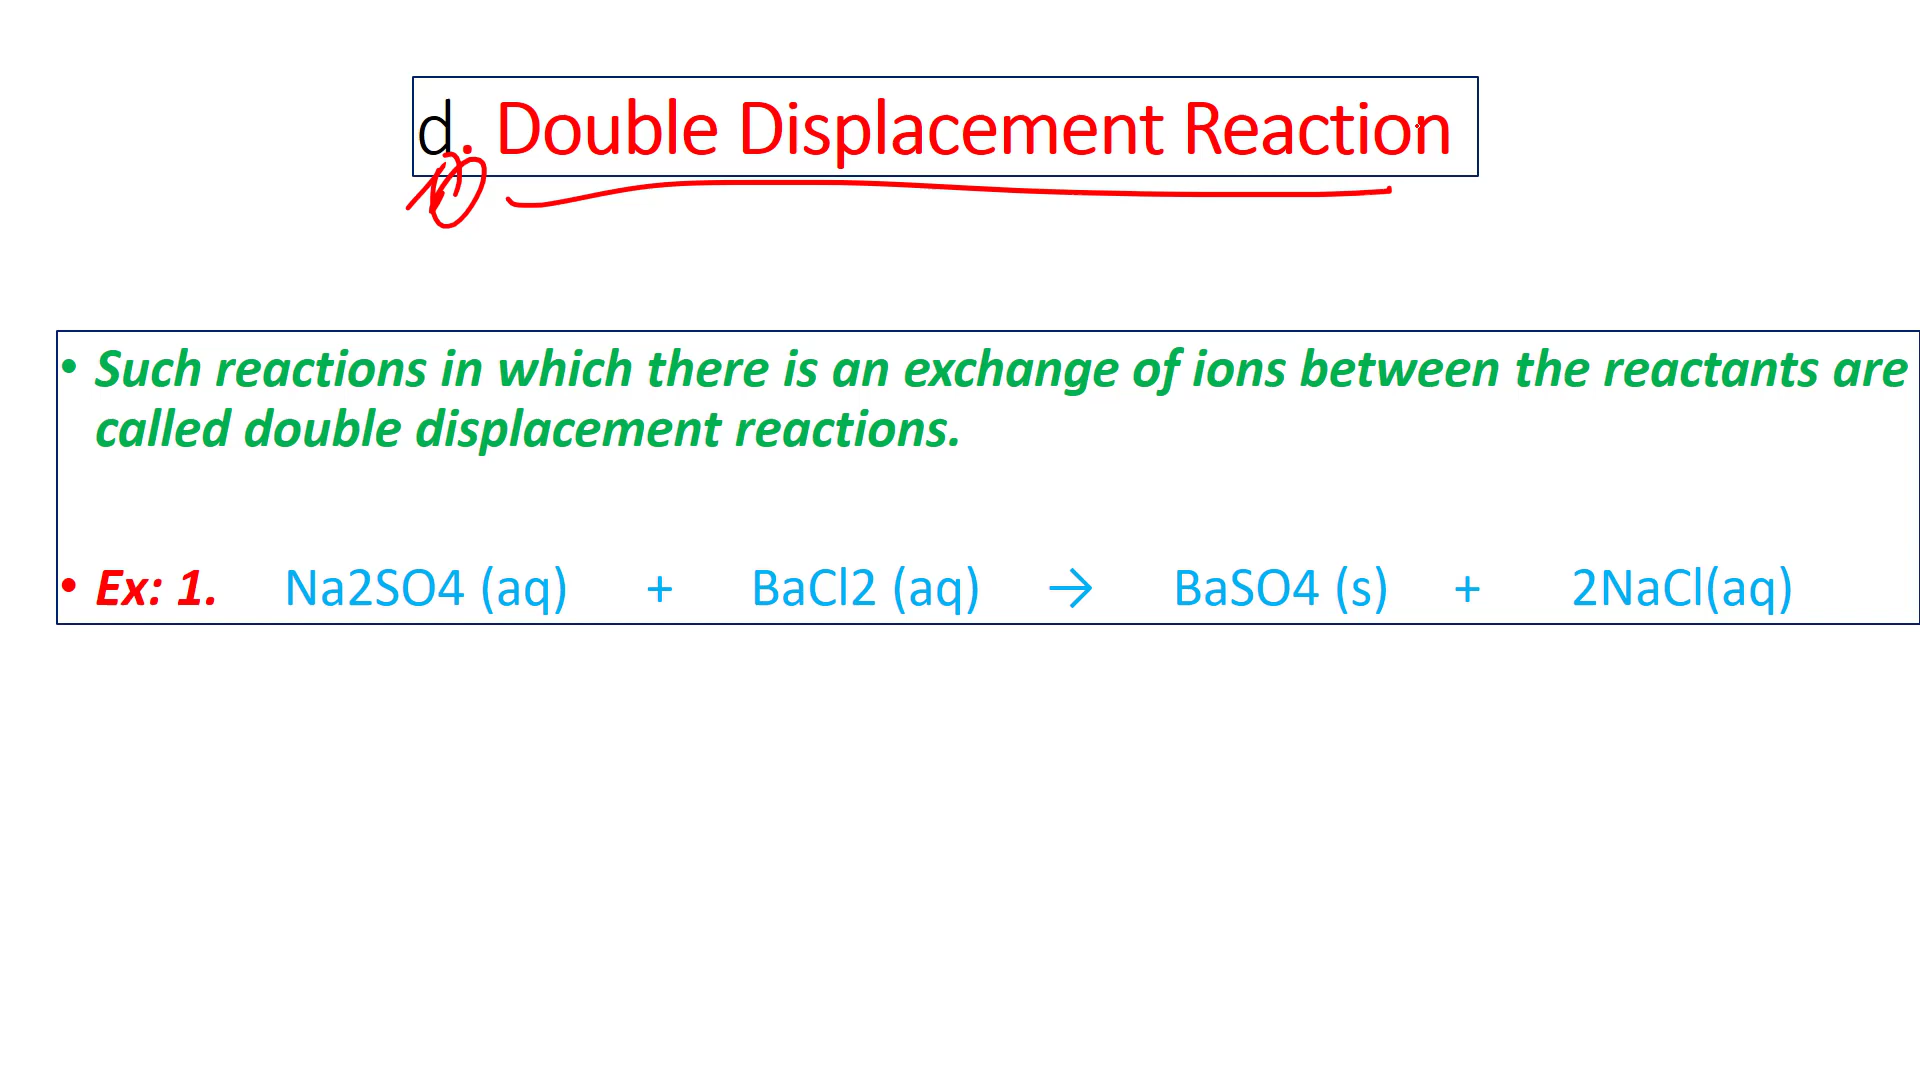 d. Double Displacement Reaction
• Such reactions in which there is an exchange of ions between the reactants are
called double displacement reactions.
• Ex: 1. Na2SO4 (aq) + BaCl2 (aq) → BaSO4 (s) + 2NaCl(aq)